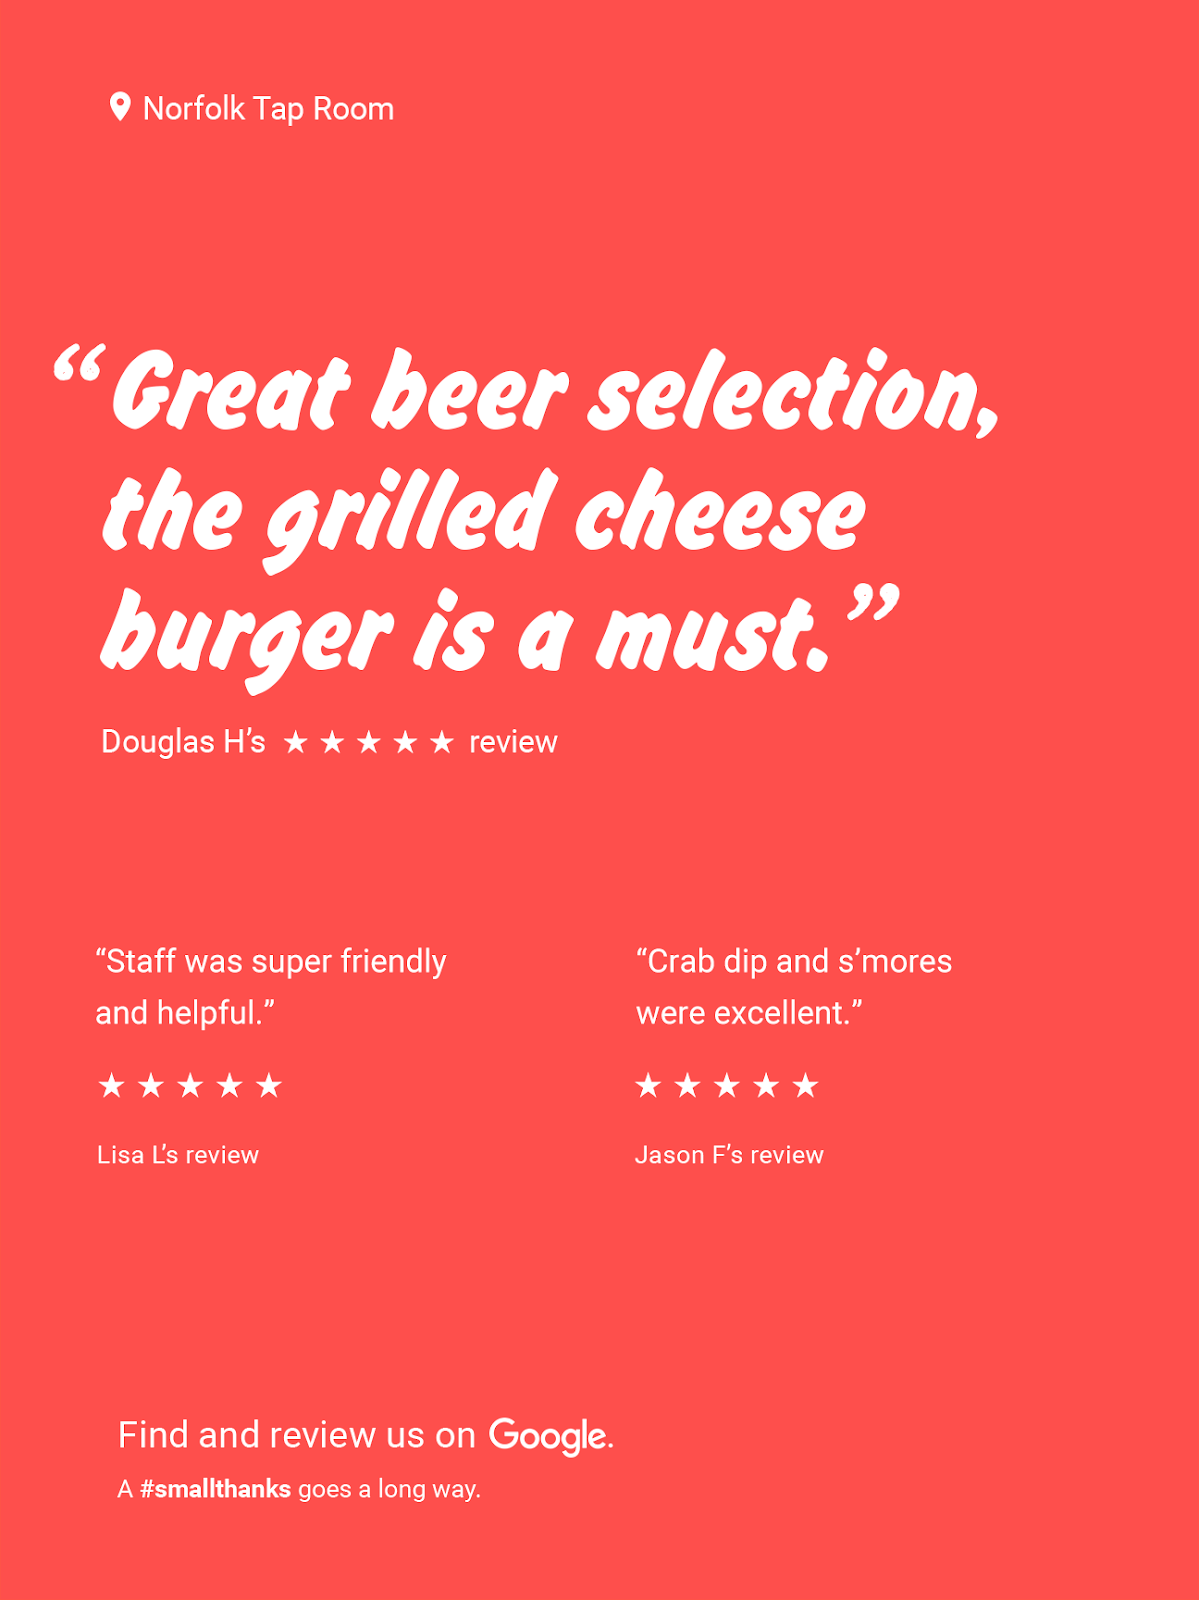 Norfolk Tap Room
“Great beer selection,
the grilled cheese
burger is a must.”
Douglas H’s ★ ★ ★ ★ ★ review
“Staff was super friendly
and helpful.”
★ ★ ★ ★ ★
Lisa L’s review
“Crab dip and s’mores
were excellent.”
★ ★ ★ ★ ★
Jason F’s review
Find and review us on Google.
A #smallthanks goes a long way.